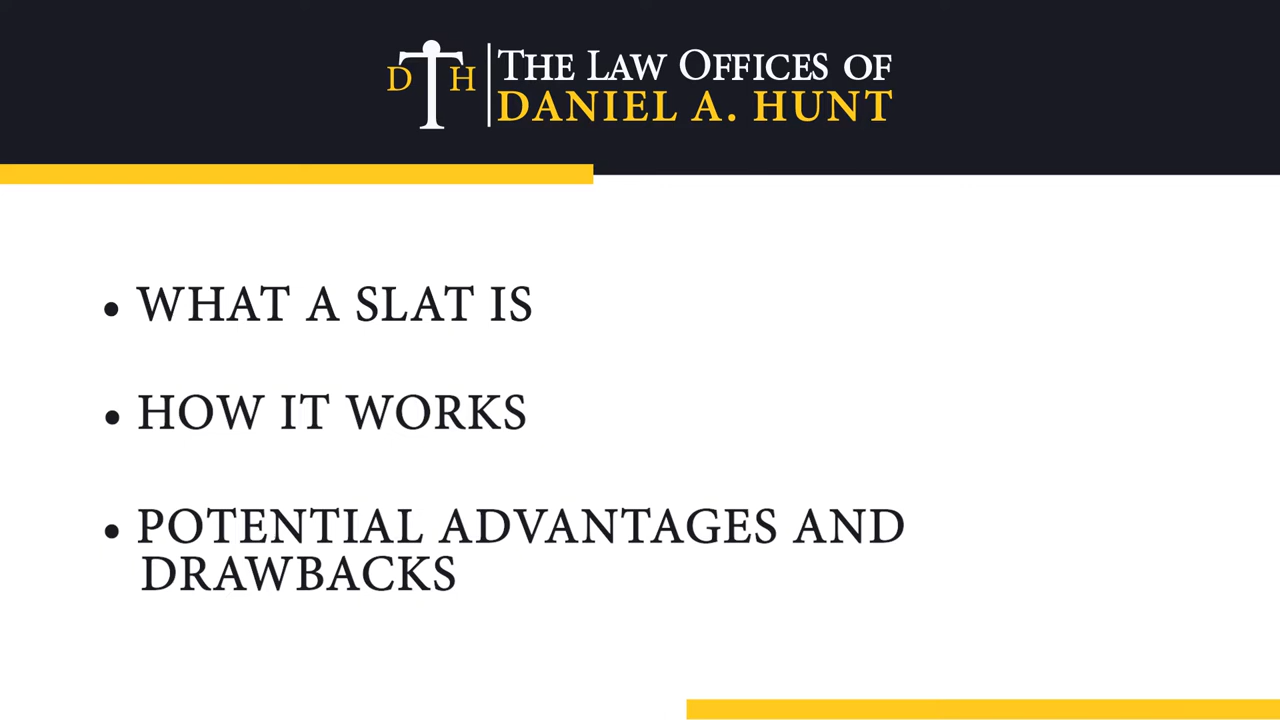 D H
THE LAW OFFICES OF
DANIEL A. HUNT
• WHAT A SLAT IS
• HOW IT WORKS
• POTENTIAL ADVANTAGES AND
DRAWBACKS